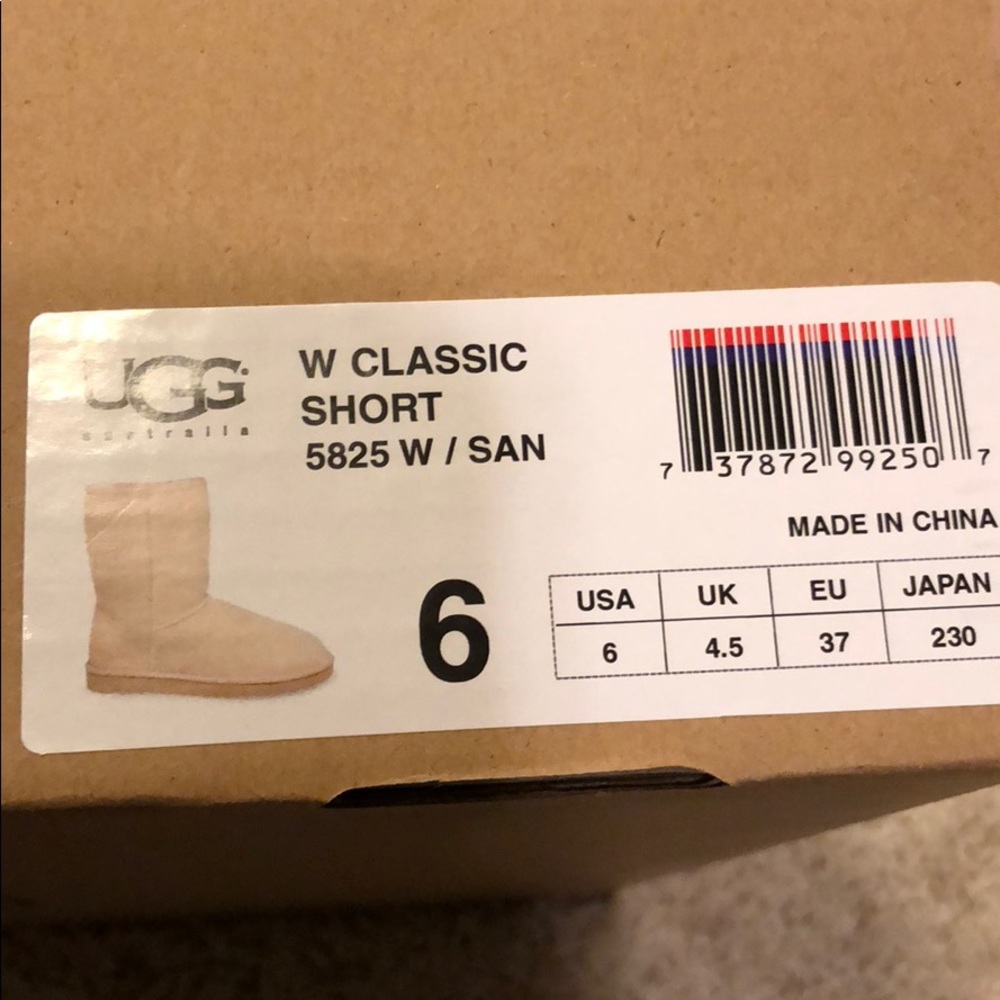 UGG
australia
W CLASSIC
SHORT
5825 W / SAN
7 37872 99250 7
MADE IN CHINA
6
USA UK EU JAPAN
6 4.5 37 230